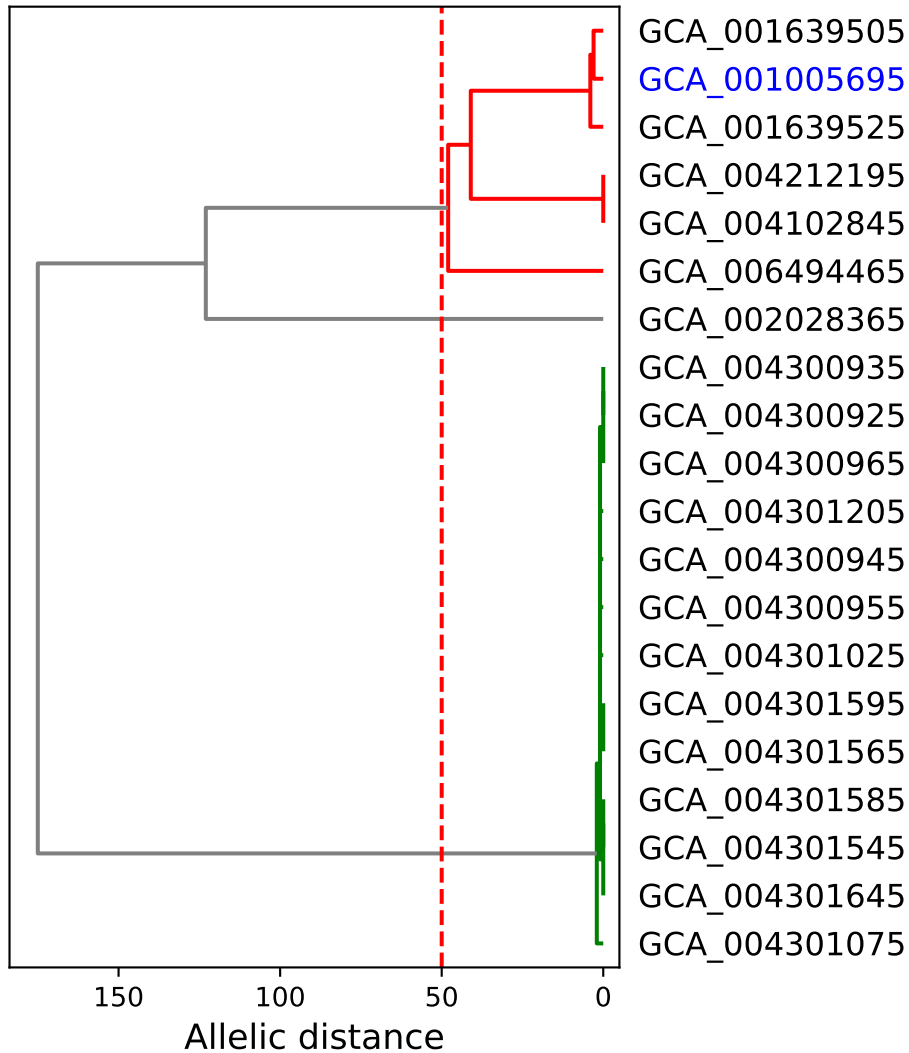 GCA_001639505
GCA_001005695
GCA_001639525
GCA_004212195
GCA_004102845
GCA_006494465
GCA_002028365
GCA_004300935
GCA_004300925
GCA_004300965
GCA_004301205
GCA_004300945
GCA_004300955
GCA_004301025
GCA_004301595
GCA_004301565
GCA_004301585
GCA_004301545
GCA_004301645
GCA_004301075
150 100 50 0
Allelic distance